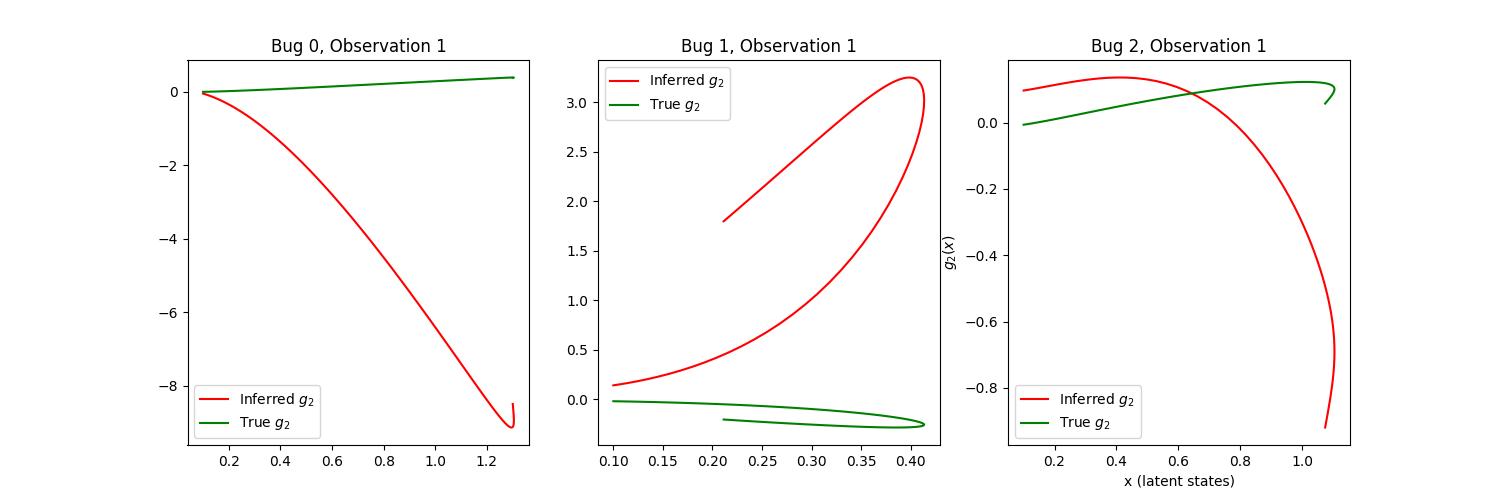 Bug 0, Observation 1
0
−2
−4
−6
−8
0.2 0.4 0.6 0.8 1.0 1.2
Inferred g₂
True g₂
Bug 1, Observation 1
3.0
2.5
2.0
1.5
1.0
0.5
0.0
0.10 0.15 0.20 0.25 0.30 0.35 0.40
Inferred g₂
True g₂
Bug 2, Observation 1
g₂(x)
0.0
−0.2
−0.4
−0.6
−0.8
0.2 0.4 0.6 0.8 1.0
x (latent states)
Inferred g₂
True g₂